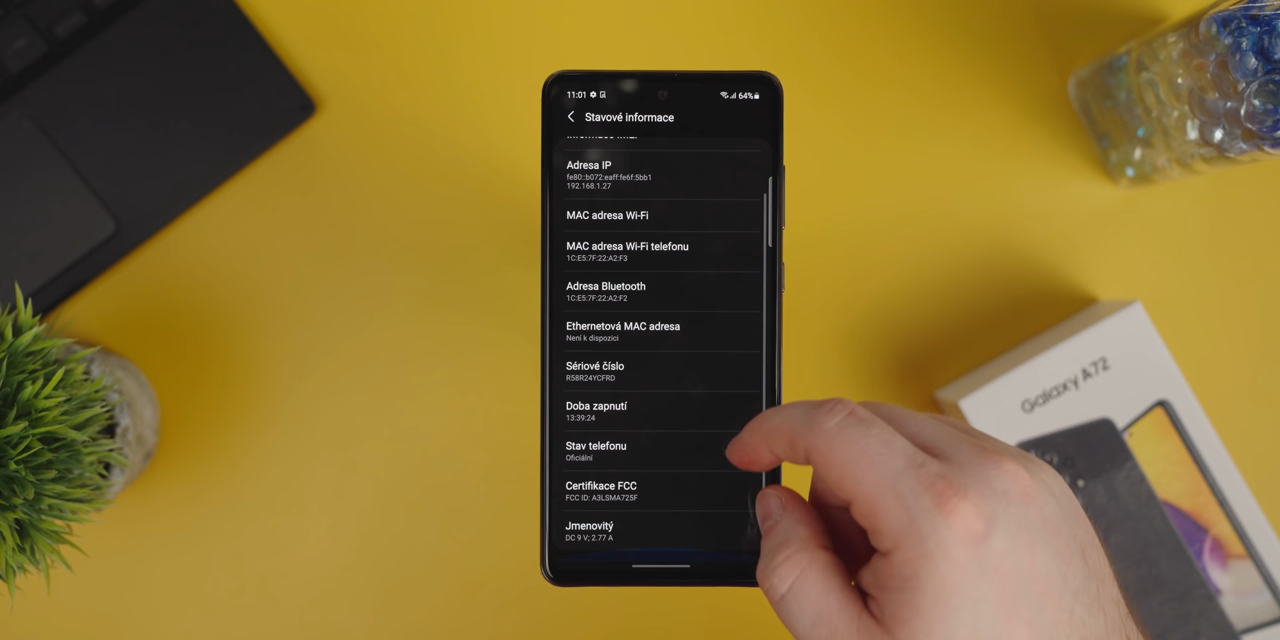 11:01
64%
Stavové informace
Adresa IP
fe80::b072:eaff:fe6f:5bb1
192.168.1.27
MAC adresa Wi-Fi
MAC adresa Wi-Fi telefonu
1C:E5:7F:22:A2:F3
Adresa Bluetooth
1C:E5:7F:22:A2:F2
Ethernetová MAC adresa
Není k dispozici
Sériové číslo
R58R24YCFRD
Doba zapnutí
13:39:24
Stav telefonu
Oficiální
Certifikace FCC
FCC ID: A3LSMA725F
Jmenovitý
DC 9 V; 2.77 A
Galaxy A72